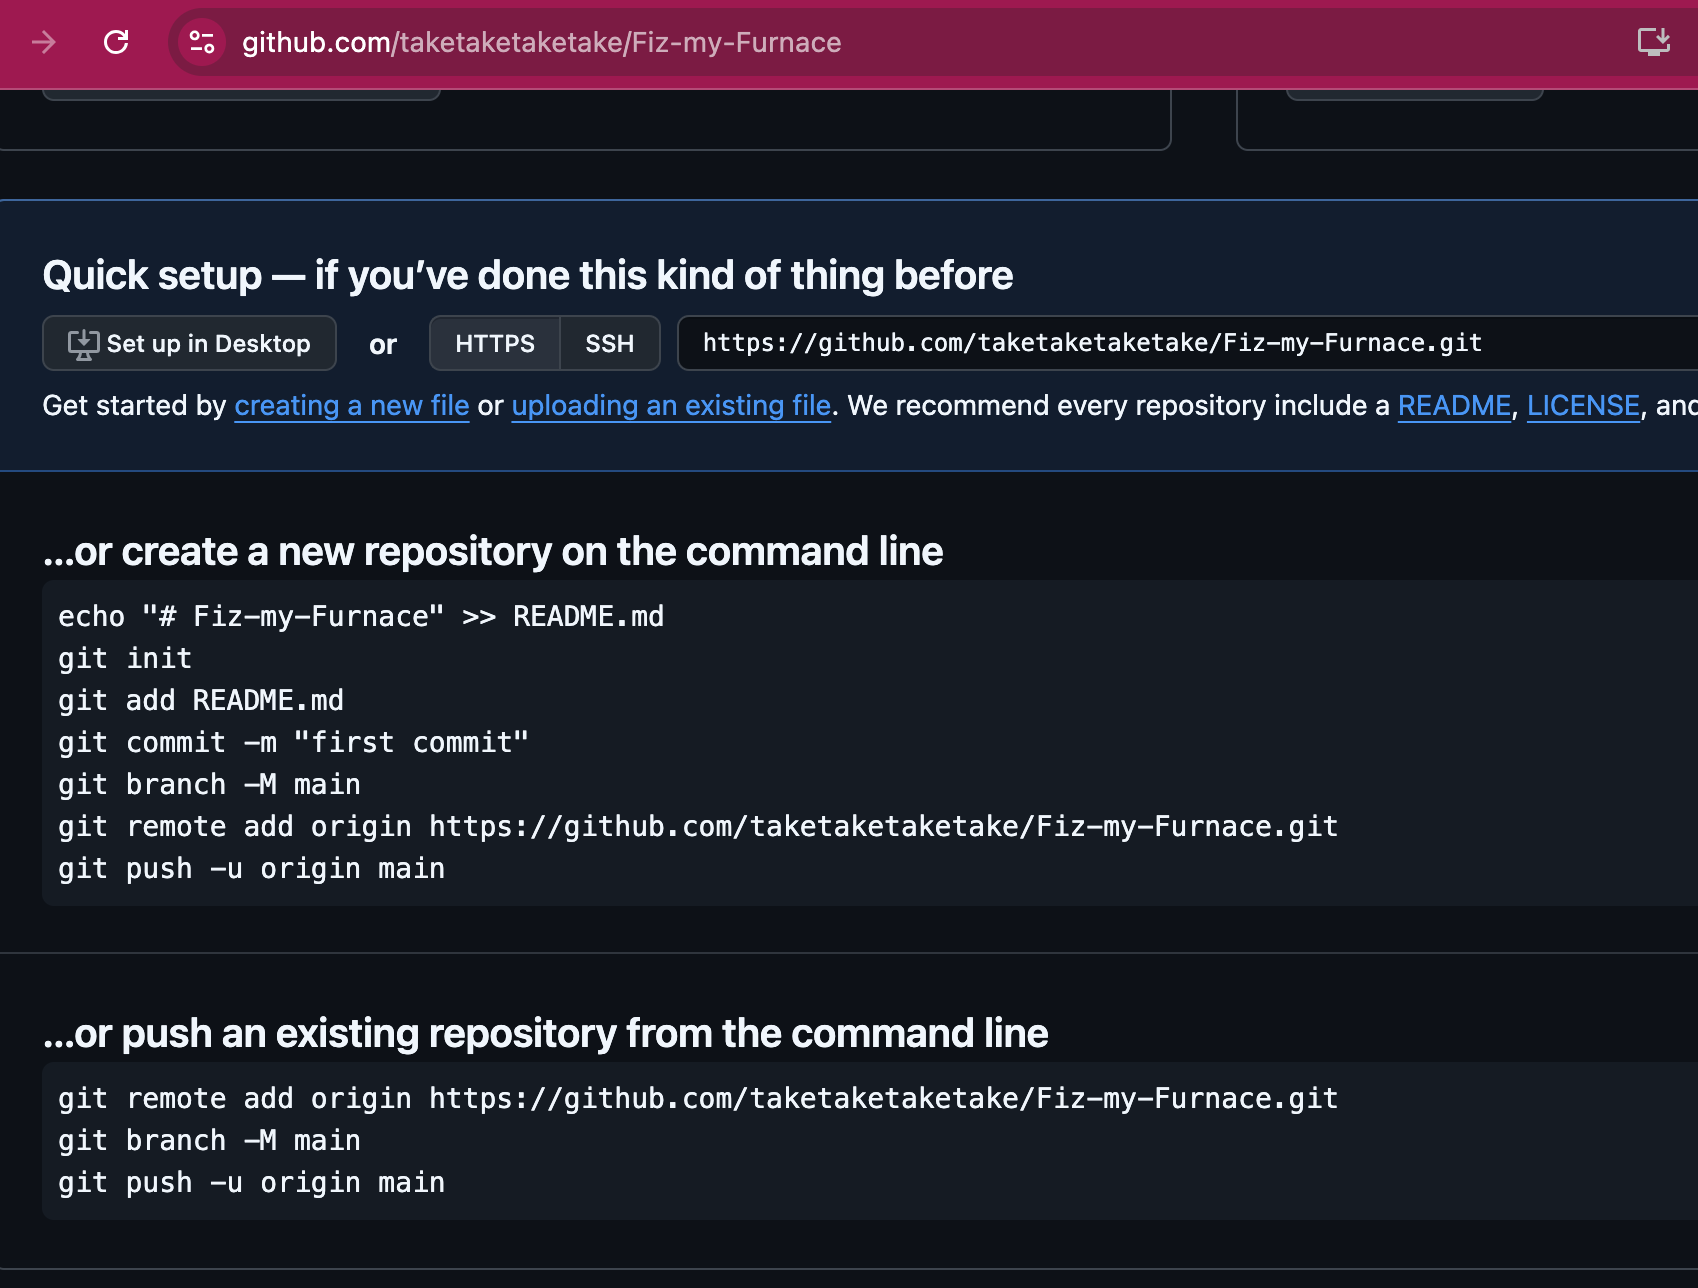 github.com/taketaketaketake/Fiz-my-Furnace
Quick setup — if you’ve done this kind of thing before
Set up in Desktop or HTTPS SSH https://github.com/taketaketaketake/Fiz-my-Furnace.git
Get started by creating a new file or uploading an existing file. We recommend every repository include a README, LICENSE, and
…or create a new repository on the command line
echo "# Fiz-my-Furnace" >> README.md
git init
git add README.md
git commit -m "first commit"
git branch -M main
git remote add origin https://github.com/taketaketaketake/Fiz-my-Furnace.git
git push -u origin main
…or push an existing repository from the command line
git remote add origin https://github.com/taketaketaketake/Fiz-my-Furnace.git
git branch -M main
git push -u origin main